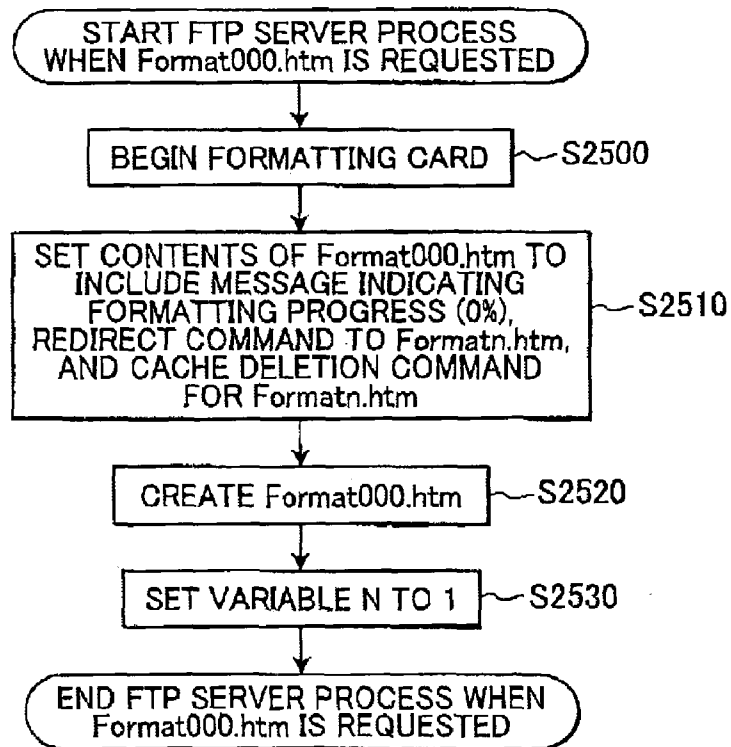 START FTP SERVER PROCESS
WHEN Format000.htm IS REQUESTED
BEGIN FORMATTING CARD
S2500
SET CONTENTS OF Format000.htm TO
INCLUDE MESSAGE INDICATING
FORMATTING PROGRESS (0%),
REDIRECT COMMAND TO Formatn.htm,
AND CACHE DELETION COMMAND
FOR Formatn.htm
S2510
CREATE Format000.htm
S2520
SET VARIABLE N TO 1
S2530
END FTP SERVER PROCESS WHEN
Format000.htm IS REQUESTED